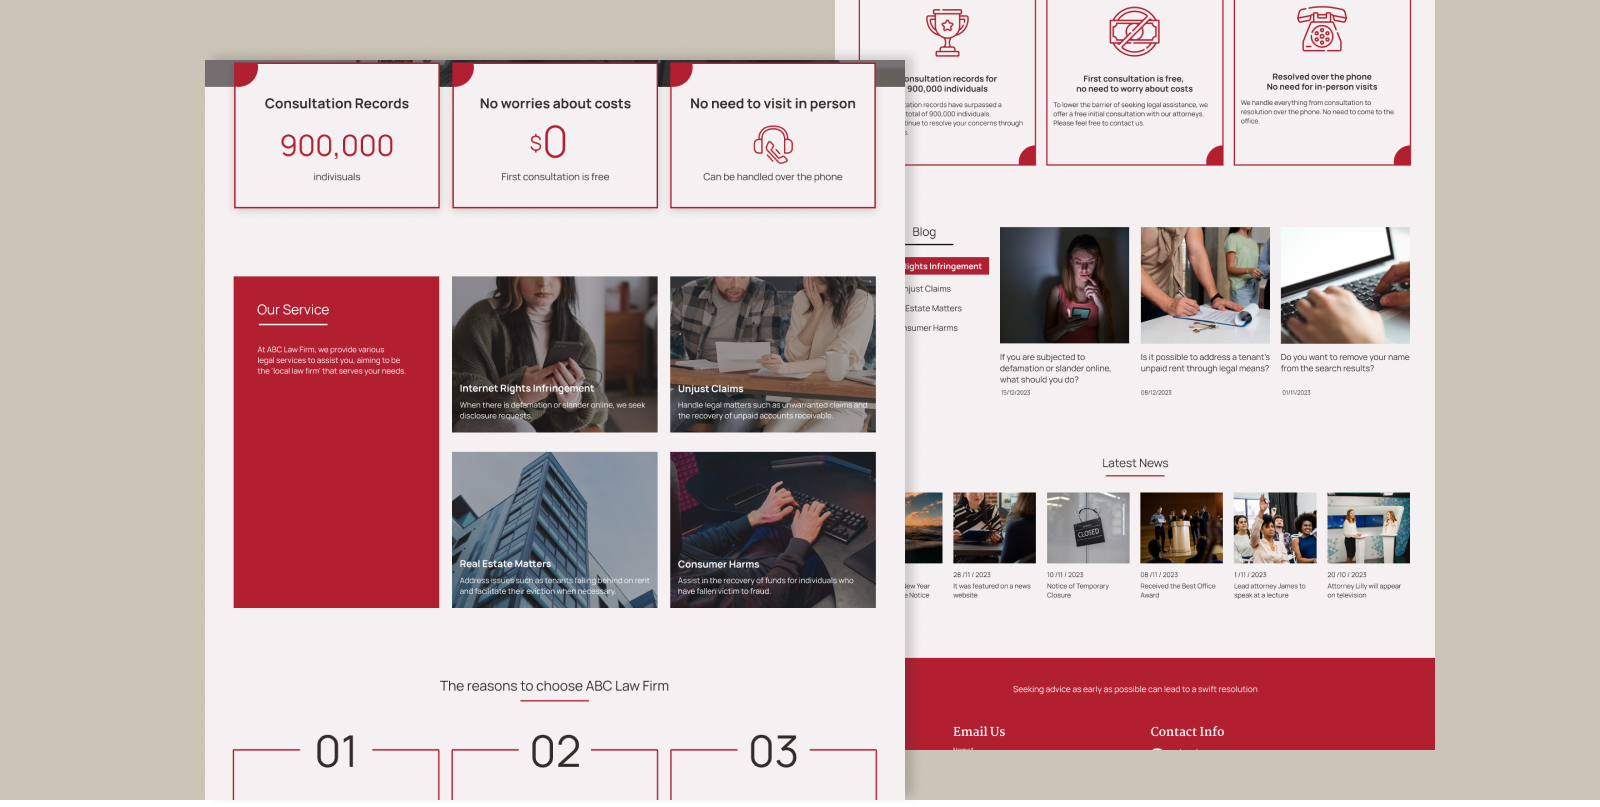 Consultation Records
900,000
indivisuals
No worries about costs
$0
First consultation is free
No need to visit in person
Can be handled over the phone
Our Service
At ABC Law Firm, we provide various
legal services to assist you, aiming to be
the 'local law firm' that serves your needs.
Internet Rights Infringement
When there is defamation or slander online, we seek
disclosure requests.
Unjust Claims
Handle legal matters such as unwarranted claims and
the recovery of unpaid accounts receivable.
Real Estate Matters
Address issues such as tenants falling behind on rent
and facilitate their eviction when necessary.
Consumer Harms
Assist in the recovery of funds for individuals who
have fallen victim to fraud.
The reasons to choose ABC Law Firm
01
02
03
onsultation records for
900,000 individuals
ation records have surpassed a
total of 900,000 individuals.
tinue to resolve your concerns through
s.
First consultation is free,
no need to worry about costs
To lower the barrier of seeking legal assistance, we
offer a free initial consultation with our attorneys.
Please feel free to contact us.
Resolved over the phone
No need for in-person visits
We handle everything from consultation to
resolution over the phone. No need to come to the
office.
Blog
ights Infringement
njust Claims
Estate Matters
nsumer Harms
If you are subjected to
defamation or slander online,
what should you do?
15/12/2023
Is it possible to address a tenant's
unpaid rent through legal means?
08/12/2023
Do you want to remove your name
from the search results?
01/11/2023
Latest News
CLOSED
New Year
e Notice
28 /11 / 2023
It was featured on a news
website
10 /11 / 2023
Notice of Temporary
Closure
08 /11 / 2023
Received the Best Office
Award
1 /11 / 2023
Lead attorney James to
speak at a lecture
20 /10 / 2023
Attorney Lilly will appear
on television
Seeking advice as early as possible can lead to a swift resolution
Email Us
Contact Info